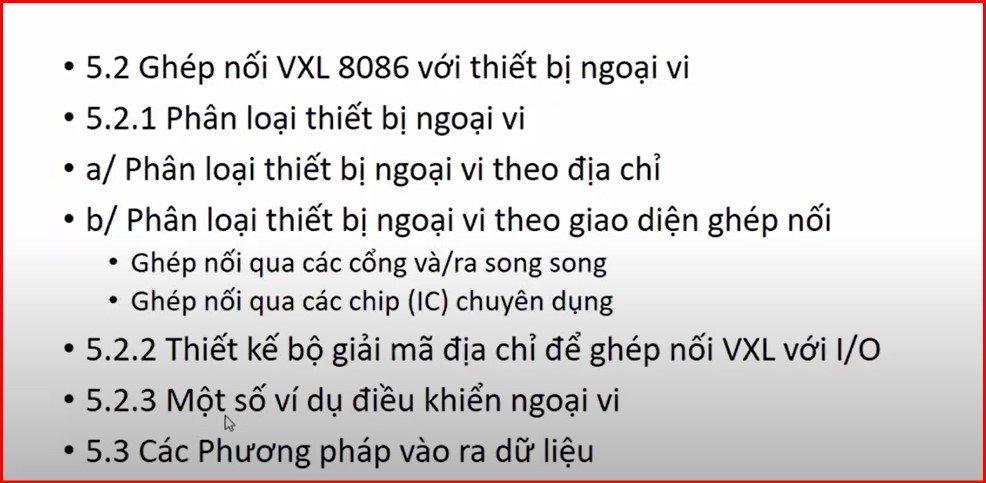 • 5.2 Ghép nối VXL 8086 với thiết bị ngoại vi
• 5.2.1 Phân loại thiết bị ngoại vi
• a/ Phân loại thiết bị ngoại vi theo địa chỉ
• b/ Phân loại thiết bị ngoại vi theo giao diện ghép nối
• Ghép nối qua các cổng và/ra song song
• Ghép nối qua các chip (IC) chuyên dụng
• 5.2.2 Thiết kế bộ giải mã địa chỉ để ghép nối VXL với I/O
• 5.2.3 Một số ví dụ điều khiển ngoại vi
• 5.3 Các Phương pháp vào ra dữ liệu